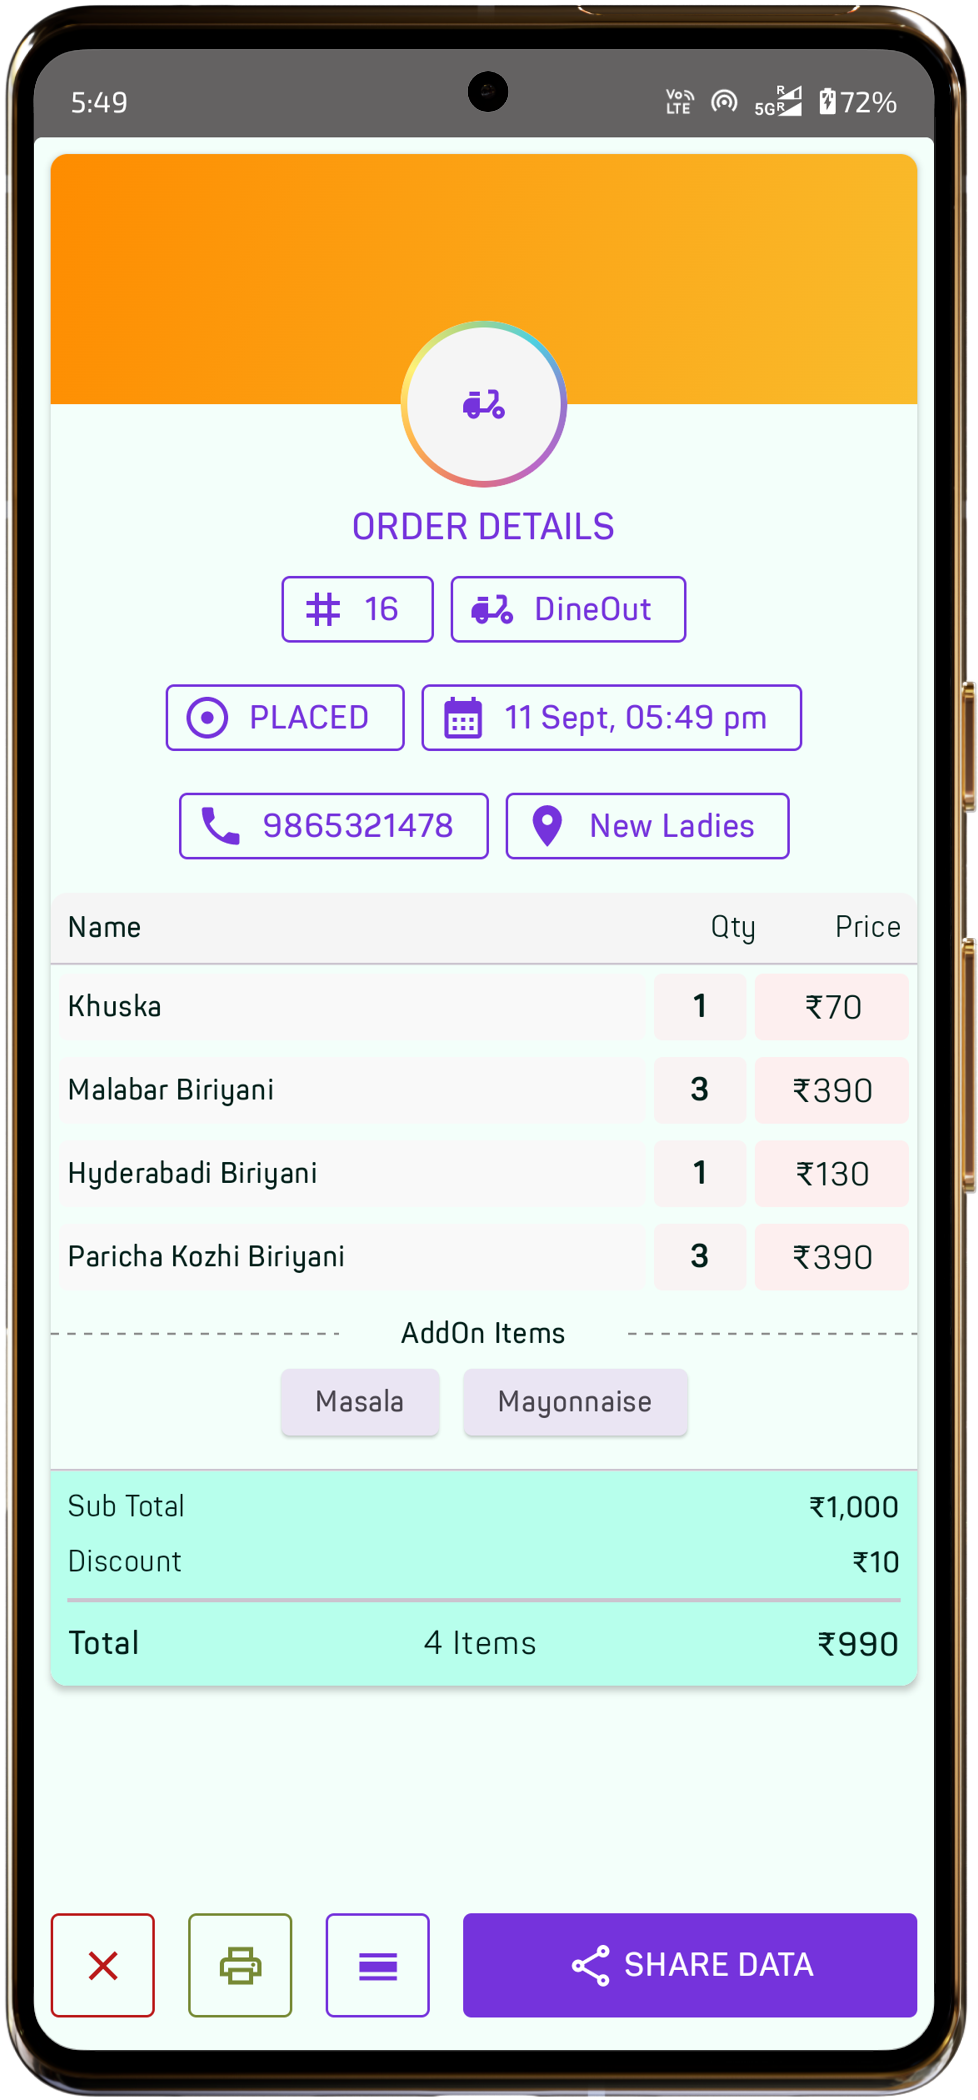 5:49 Vo LTE 5G R R 72%
ORDER DETAILS
# 16 DineOut
PLACED 11 Sept, 05:49 pm
9865321478 New Ladies
Name Qty Price
Khuska 1 ₹70
Malabar Biriyani 3 ₹390
Hyderabadi Biriyani 1 ₹130
Paricha Kozhi Biriyani 3 ₹390
AddOn Items
Masala Mayonnaise
Sub Total ₹1,000
Discount ₹10
Total 4 Items ₹990
SHARE DATA